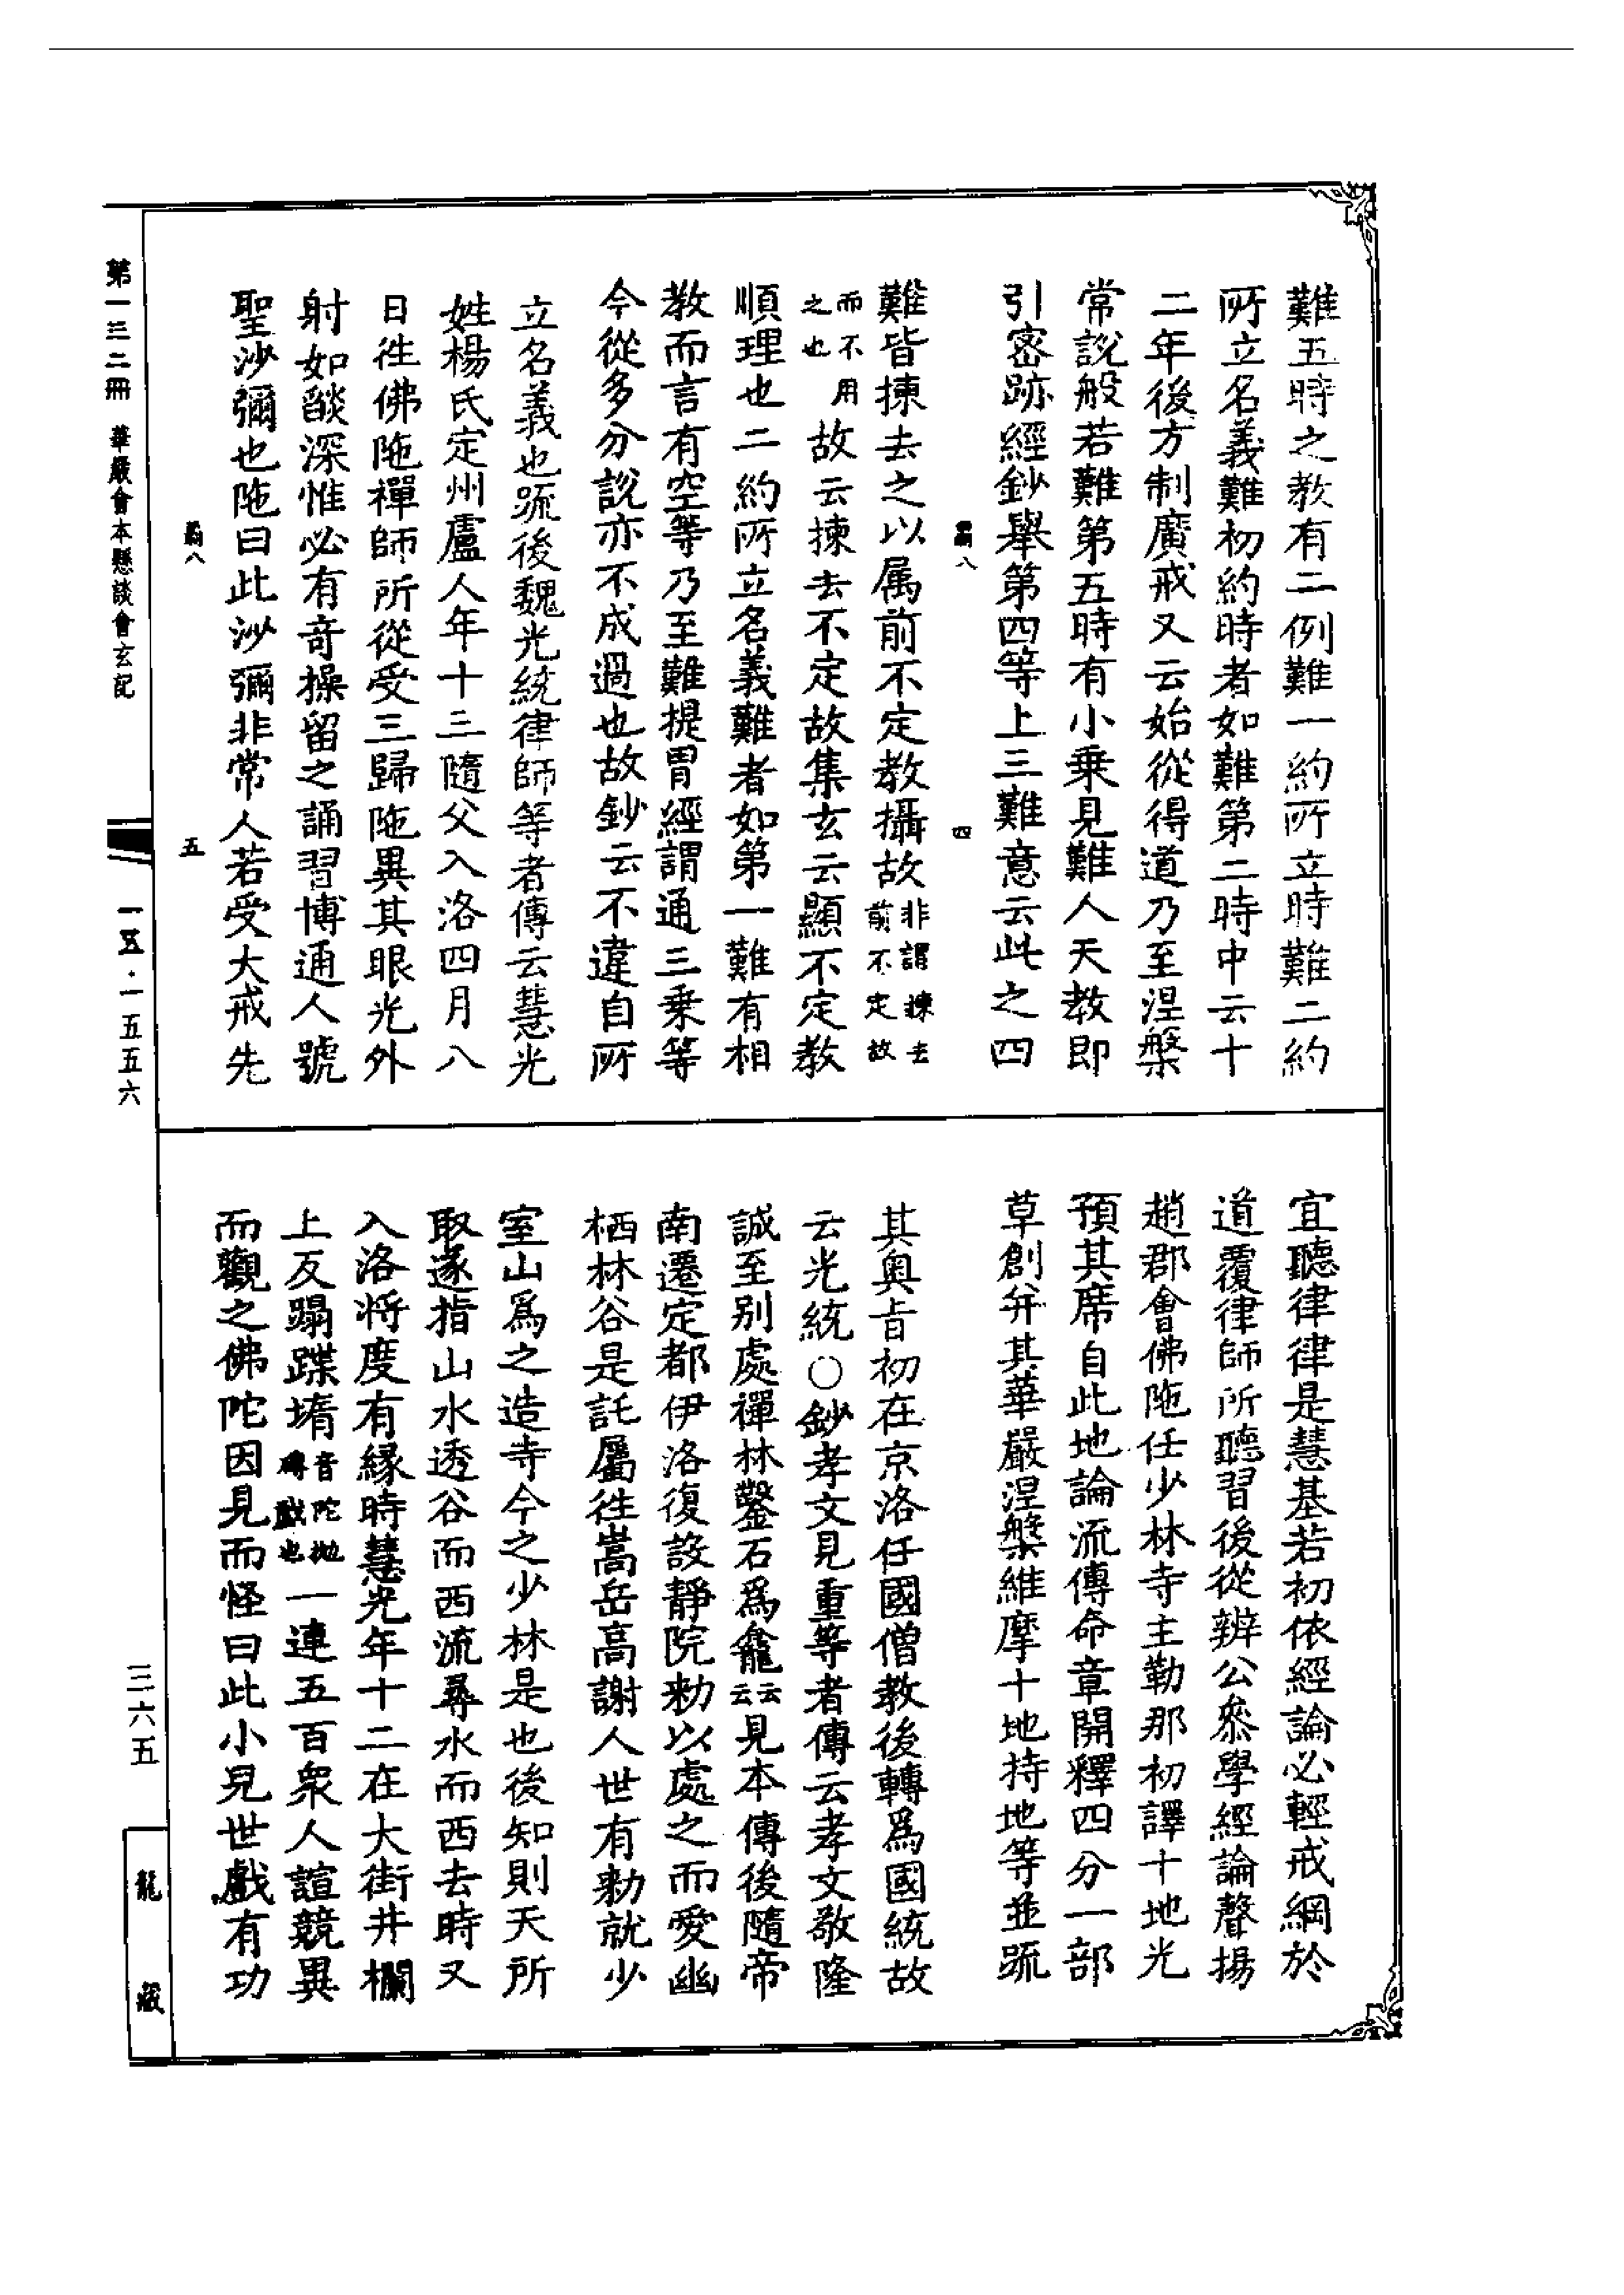 難五時之教有二例難一約所立時難二約
所立名義難初約時者如難第二時中云十
二年後方制廣戒又云始從得道乃至涅槃
常說般若難第五時有小乗見難人天教即
引密跡經鈔舉第四等上三難意云此之四
八
四
難皆揀去之以属前不定教攝故非謂揀去前不定故
而不用之也故云揀去不定故集玄云顯不定教
順理也二約所立名義難者如第一難有相
教而言有空等乃至難提胃經謂通三乗等
今從多分說亦不成過也故鈔云不違自所
立名義也䟽後魏光統律師等者傳云慧光
姓楊氏定州盧人年十三隨父入洛四月八
日徃佛陁禪師所從受三歸陁異其眼光外
射如燄深惟必有奇操留之誦習博通人號
聖沙彌也陁曰此沙彌非常人若受大戒先
八
五
第一三二冊 華嚴會本懸談會玄記
一五．一五五六
宜聽律律是慧基若初依經論必輕戒綱於
道覆律師所聽習後從辨公叅學經論聲揚
趙郡會佛陁任少林寺主勒那初譯十地光
預其席自此地論流傳命章開釋四分一部
草創弁其華嚴涅槃維摩十地持地等並䟽
其奥旨初在京洛任國僧教後轉為國統故
云光統○鈔孝文見重等者傳云孝文敬隆
誠至别處禪林鑿石爲龕云云見本傳後隨帝
南遷定都伊洛復設靜院勑以處之而愛幽
栖林谷是託屬徃嵩岳高謝人世有勑就少
室山爲之造寺今之少林是也後知則天所
取遂指山水透谷而西流尋水而西去時又
入洛将度有緣時慧光年十二在大街井欄
上反蹋蹀堶音陀拋塼戲也一連五百衆人諠競異
而觀之佛陀因見而怪曰此小兒世戲有功
三六五
龍藏